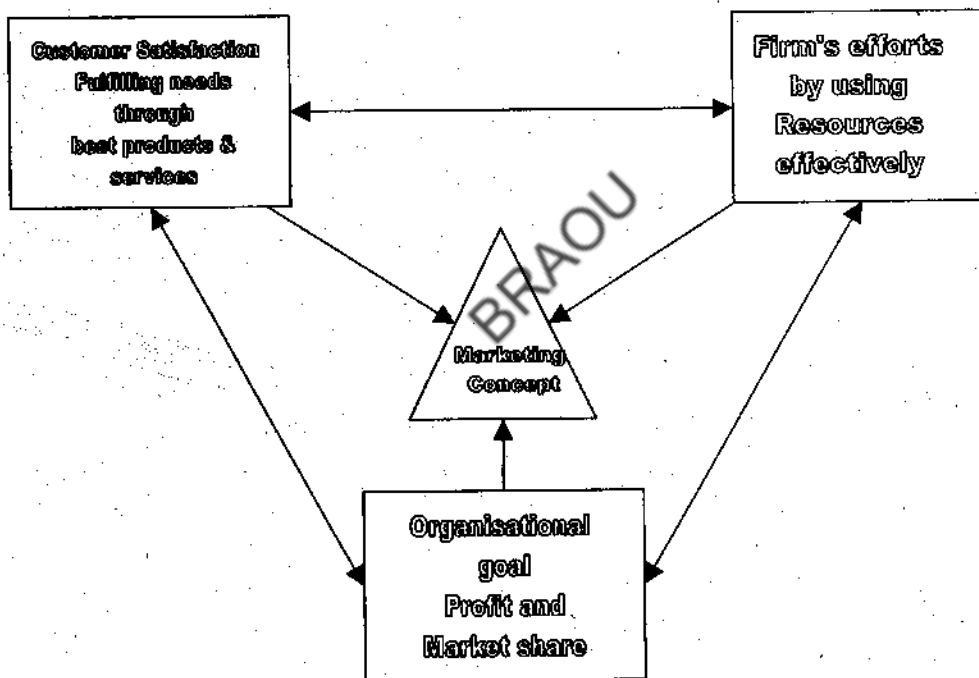 Customer Satisfaction
Fulfilling needs
through
best products &
services
Firm's efforts
by using
Resources
effectively
BRAOU
Marketing
Concept
Organisational
goal
Profit and
Market share